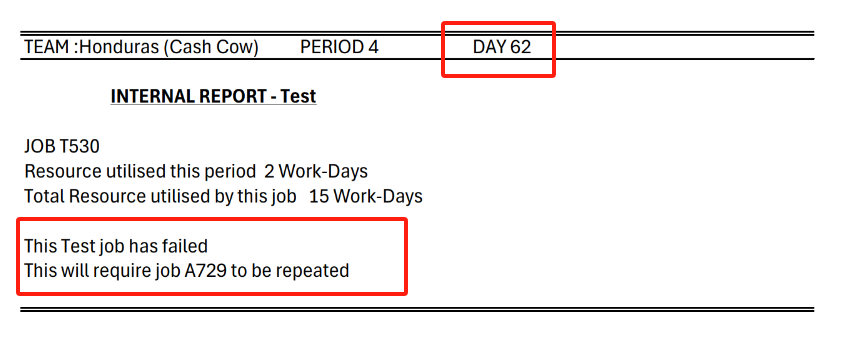 TEAM :Honduras (Cash Cow) PERIOD 4 DAY 62
INTERNAL REPORT - Test
JOB T530
Resource utilised this period 2 Work-Days
Total Resource utilised by this job 15 Work-Days
This Test job has failed
This will require job A729 to be repeated